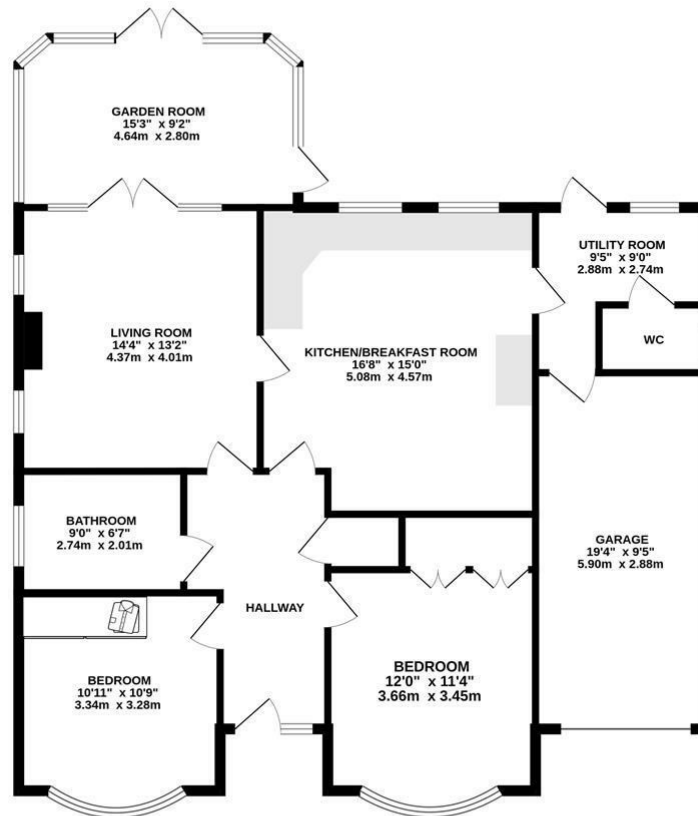 GARDEN ROOM
15'3" x 9'2"
4.64m x 2.80m
UTILITY ROOM
9'5" x 9'0"
2.88m x 2.74m
LIVING ROOM
14'4" x 13'2"
4.37m x 4.01m
KITCHEN/BREAKFAST ROOM
16'8" x 15'0"
5.08m x 4.57m
WC
BATHROOM
9'0" x 6'7"
2.74m x 2.01m
GARAGE
19'4" x 9'5"
5.90m x 2.88m
HALLWAY
BEDROOM
10'11" x 10'9"
3.34m x 3.28m
BEDROOM
12'0" x 11'4"
3.66m x 3.45m